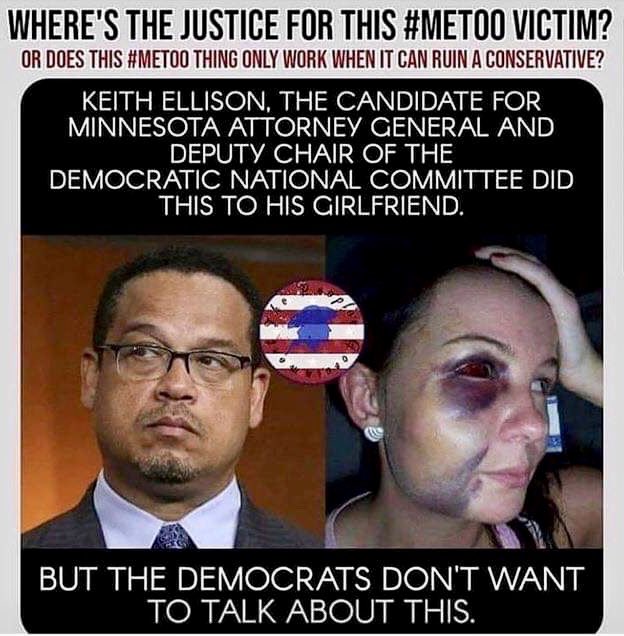 WHERE'S THE JUSTICE FOR THIS #METOO VICTIM?
OR DOES THIS #METOO THING ONLY WORK WHEN IT CAN RUIN A CONSERVATIVE?
KEITH ELLISON, THE CANDIDATE FOR
MINNESOTA ATTORNEY GENERAL AND
DEPUTY CHAIR OF THE
DEMOCRATIC NATIONAL COMMITTEE DID
THIS TO HIS GIRLFRIEND.
BUT THE DEMOCRATS DON'T WANT
TO TALK ABOUT THIS.